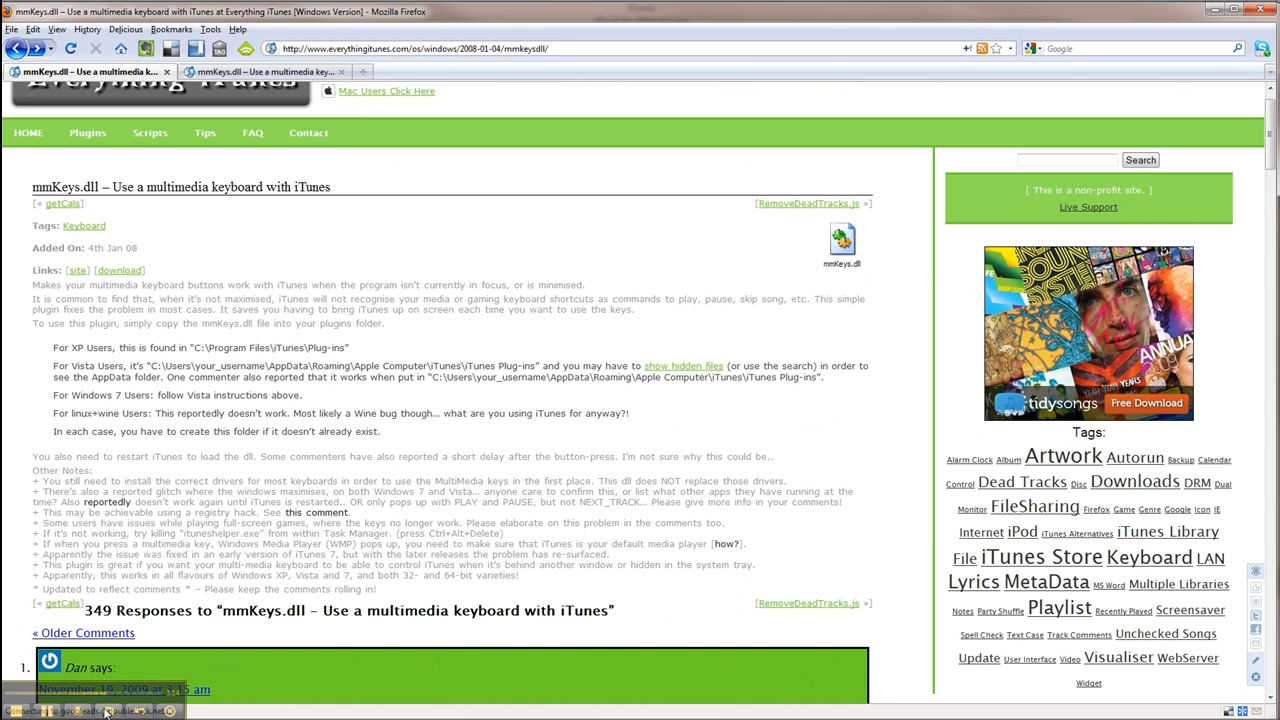 mmKeys.dll – Use a multimedia keyboard with iTunes at Everything iTunes [Windows Version] - Mozilla Firefox
File Edit View History Delicious Bookmarks Tools Help
http://www.everythingitunes.com/os/windows/2008-01-04/mmkeysdll/
Google
mmKeys.dll – Use a multimedia k...
mmKeys.dll – Use a multimedia key...
Everything iTunes
Mac Users Click Here
HOME Plugins Scripts Tips FAQ Contact
Search
mmKeys.dll – Use a multimedia keyboard with iTunes
[« getCals]
[RemoveDeadTracks.js »]
Tags: Keyboard
Added On: 4th Jan 08
mmKeys.dll
Links: [site] [download]
Makes your multimedia keyboard buttons work with iTunes when the program isn't currently in focus, or is minimised.
It is common to find that, when it's not maximised, iTunes will not recognise your media or gaming keyboard shortcuts as commands to play, pause, skip song, etc. This simple
plugin fixes the problem in most cases. It saves you having to bring iTunes up on screen each time you want to use the keys.
To use this plugin, simply copy the mmKeys.dll file into your plugins folder.
For XP Users, this is found in “C:\Program Files\iTunes\Plug-ins”
For Vista Users, it's “C:\Users\your_username\AppData\Roaming\Apple Computer\iTunes\iTunes Plug-ins” and you may have to show hidden files (or use the search) in order to
see the AppData folder. One commenter also reported that it works when put in “C:\Users\your_username\AppData\Roaming\Apple Computer\iTunes\iTunes Plug-ins”.
For Windows 7 Users: follow Vista instructions above.
For linux+wine Users: This reportedly doesn't work. Most likely a Wine bug though… what are you using iTunes for anyway?!
In each case, you have to create this folder if it doesn't already exist.
You also need to restart iTunes to load the dll. Some commenters have also reported a short delay after the button-press. I'm not sure why this could be..
Other Notes:
+ You still need to install the correct drivers for most keyboards in order to use the MultiMedia keys in the first place. This dll does NOT replace those drivers.
+ There's also a reported glitch where the windows maximises, on both Windows 7 and Vista... anyone care to confirm this, or list what other apps they have running at the
time? Also reportedly doesn't work again until iTunes is restarted.. OR only pops up with PLAY and PAUSE, but not NEXT_TRACK... Please give more info in your comments!
+ This may be achievable using a registry hack. See this comment.
+ Some users have issues while playing full-screen games, where the keys no longer work. Please elaborate on this problem in the comments too.
+ If it's not working, try killing “ituneshelper.exe” from within Task Manager. (press Ctrl+Alt+Delete)
+ If when you press a multimedia key, Windows Media Player (WMP) pops up, you need to make sure that iTunes is your default media player [how?].
+ Apparently the issue was fixed in an early version of iTunes 7, but with the later releases the problem has re-surfaced.
+ This plugin is great if you want your multi-media keyboard to be able to control iTunes when it's behind another window or hidden in the system tray.
+ Apparently, this works in all flavours of Windows XP, Vista and 7, and both 32- and 64-bit varieties!
* Updated to reflect comments * – Please keep the comments rolling in!
[« getCals]
[RemoveDeadTracks.js »]
349 Responses to “mmKeys.dll – Use a multimedia keyboard with iTunes”
« Older Comments
1. Dan says:
November 19, 2009 at 3:15 am
[ This is a non-profit site. ]
Live Support
SOUND
SYSTEM
ANNUAL
2009
tidysongs Free Download
Tags:
Alarm Clock Album Artwork Autorun Backup Calendar
Control Dead Tracks Disc Downloads DRM Dual
Monitor FileSharing Firefox Game Genre Google Icon IE
Internet iPod iTunes Alternatives iTunes Library
File iTunes Store Keyboard LAN
Lyrics MetaData MS Word Multiple Libraries
Notes Party Shuffle Playlist Recently Played Screensaver
Spell Check Text Case Track Comments Unchecked Songs
Update User Interface Video Visualiser WebServer
Widget